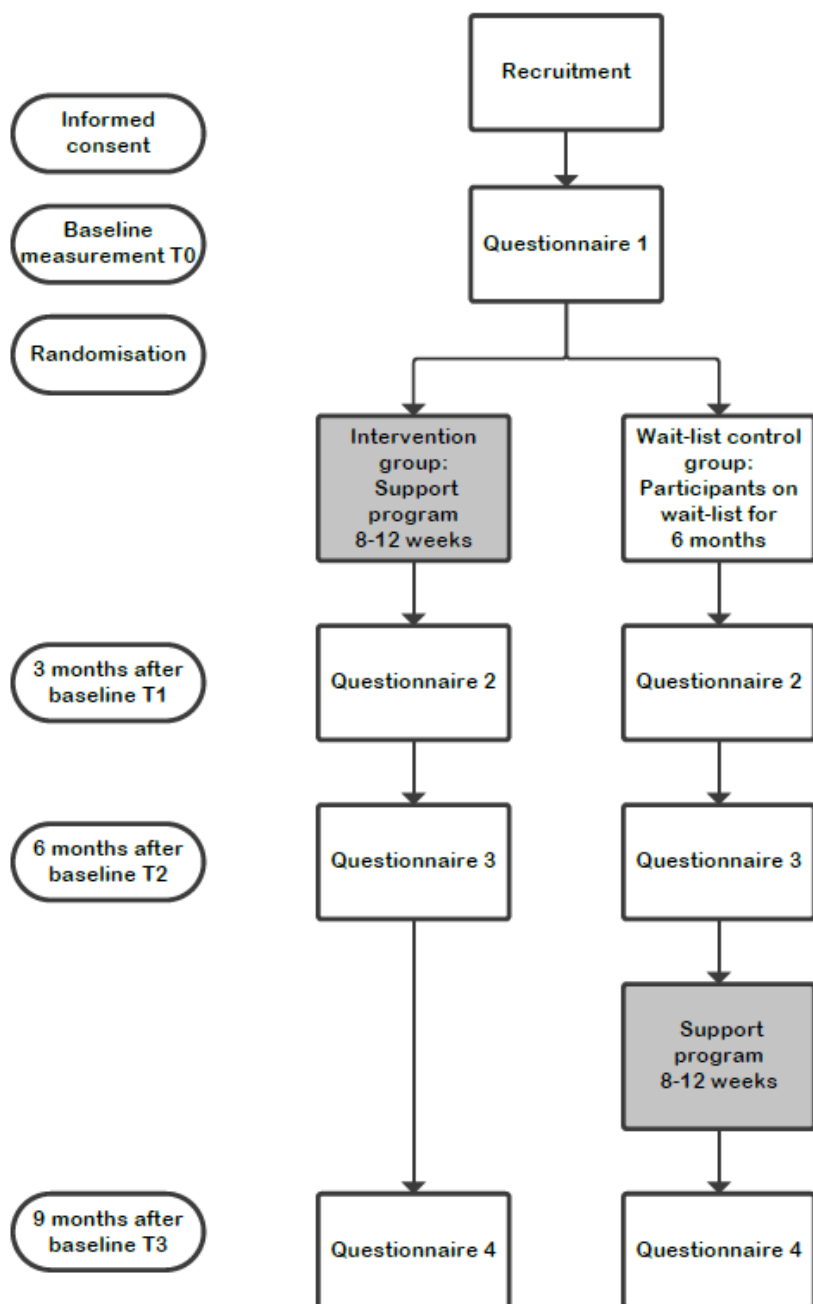 Recruitment
Informed
consent
Baseline
measurement T0
Questionnaire 1
Randomisation
Intervention
group:
Support
program
8-12 weeks
Wait-list control
group:
Participants on
wait-list for
6 months
3 months after
baseline T1
Questionnaire 2
Questionnaire 2
6 months after
baseline T2
Questionnaire 3
Questionnaire 3
Support
program
8-12 weeks
9 months after
baseline T3
Questionnaire 4
Questionnaire 4